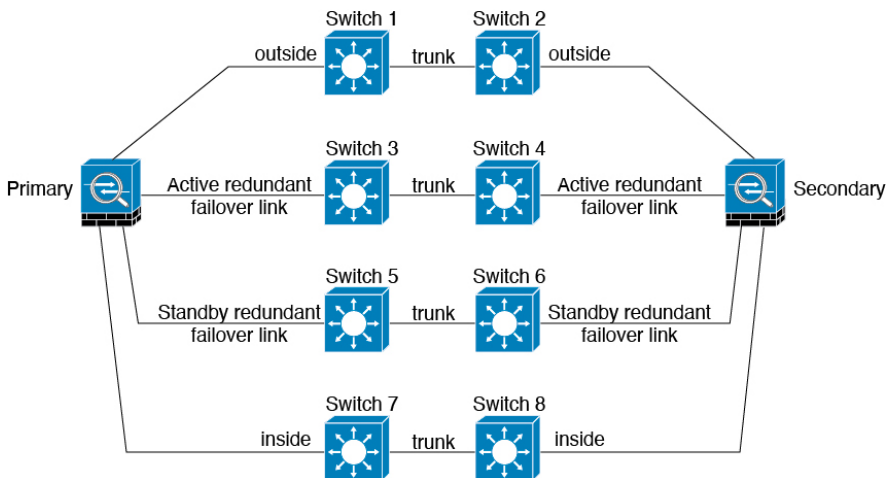 Switch 1
Switch 2
outside
trunk
outside
Switch 3
Switch 4
Primary
Active redundant
failover link
trunk
Active redundant
failover link
Secondary
Switch 5
Switch 6
Standby redundant
failover link
trunk
Standby redundant
failover link
Switch 7
Switch 8
inside
trunk
inside